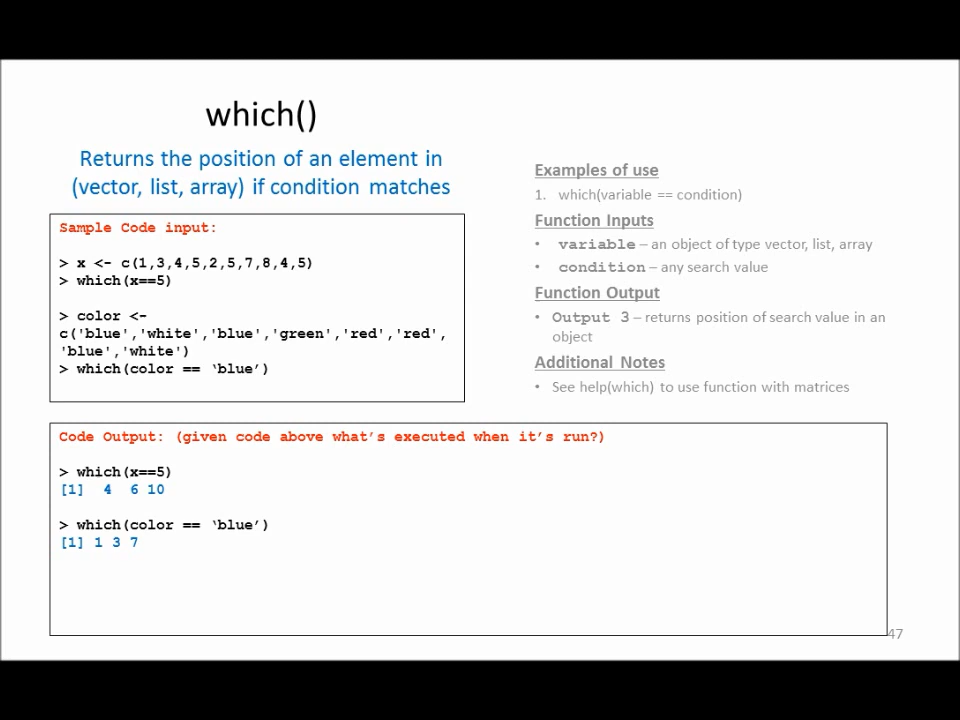 which()
Returns the position of an element in
(vector, list, array) if condition matches
Sample Code input:
> x <- c(1,3,4,5,2,5,7,8,4,5)
> which(x==5)
> color <-
c('blue','white','blue','green','red','red',
'blue','white')
> which(color == ‘blue’)
Examples of use
1. which(variable == condition)
Function Inputs
• variable – an object of type vector, list, array
• condition – any search value
Function Output
• Output 3 – returns position of search value in an
object
Additional Notes
• See help(which) to use function with matrices
Code Output: (given code above what’s executed when it’s run?)
> which(x==5)
[1]  4  6 10
> which(color == ‘blue’)
[1] 1 3 7
47